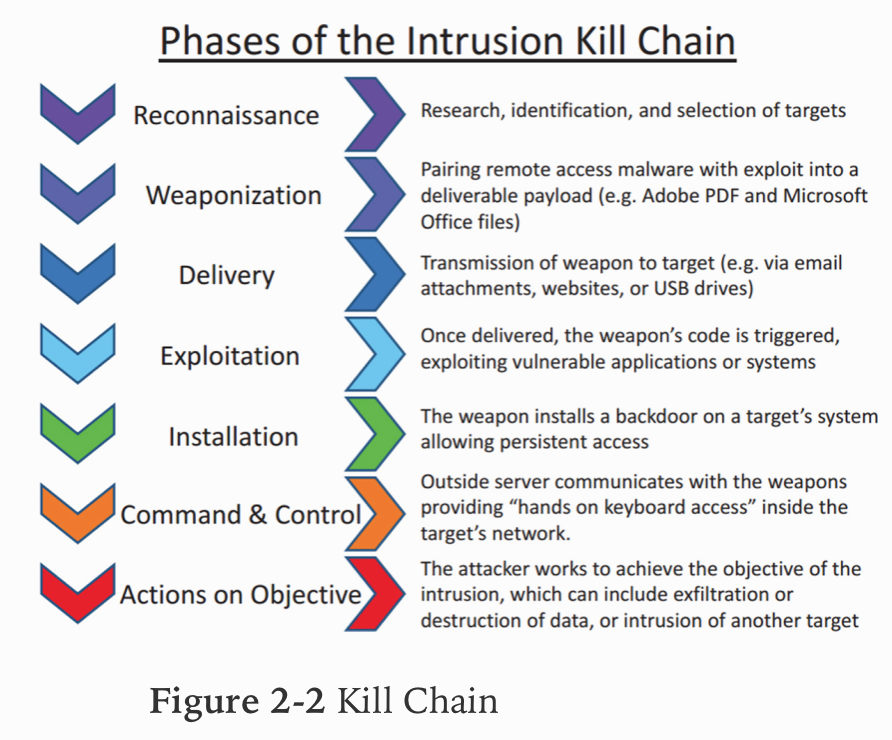 Phases of the Intrusion Kill Chain
Reconnaissance
Research, identification, and selection of targets
Weaponization
Pairing remote access malware with exploit into a
deliverable payload (e.g. Adobe PDF and Microsoft
Office files)
Delivery
Transmission of weapon to target (e.g. via email
attachments, websites, or USB drives)
Exploitation
Once delivered, the weapon’s code is triggered,
exploiting vulnerable applications or systems
Installation
The weapon installs a backdoor on a target’s system
allowing persistent access
Command & Control
Outside server communicates with the weapons
providing “hands on keyboard access” inside the
target’s network.
Actions on Objective
The attacker works to achieve the objective of the
intrusion, which can include exfiltration or
destruction of data, or intrusion of another target
Figure 2-2 Kill Chain